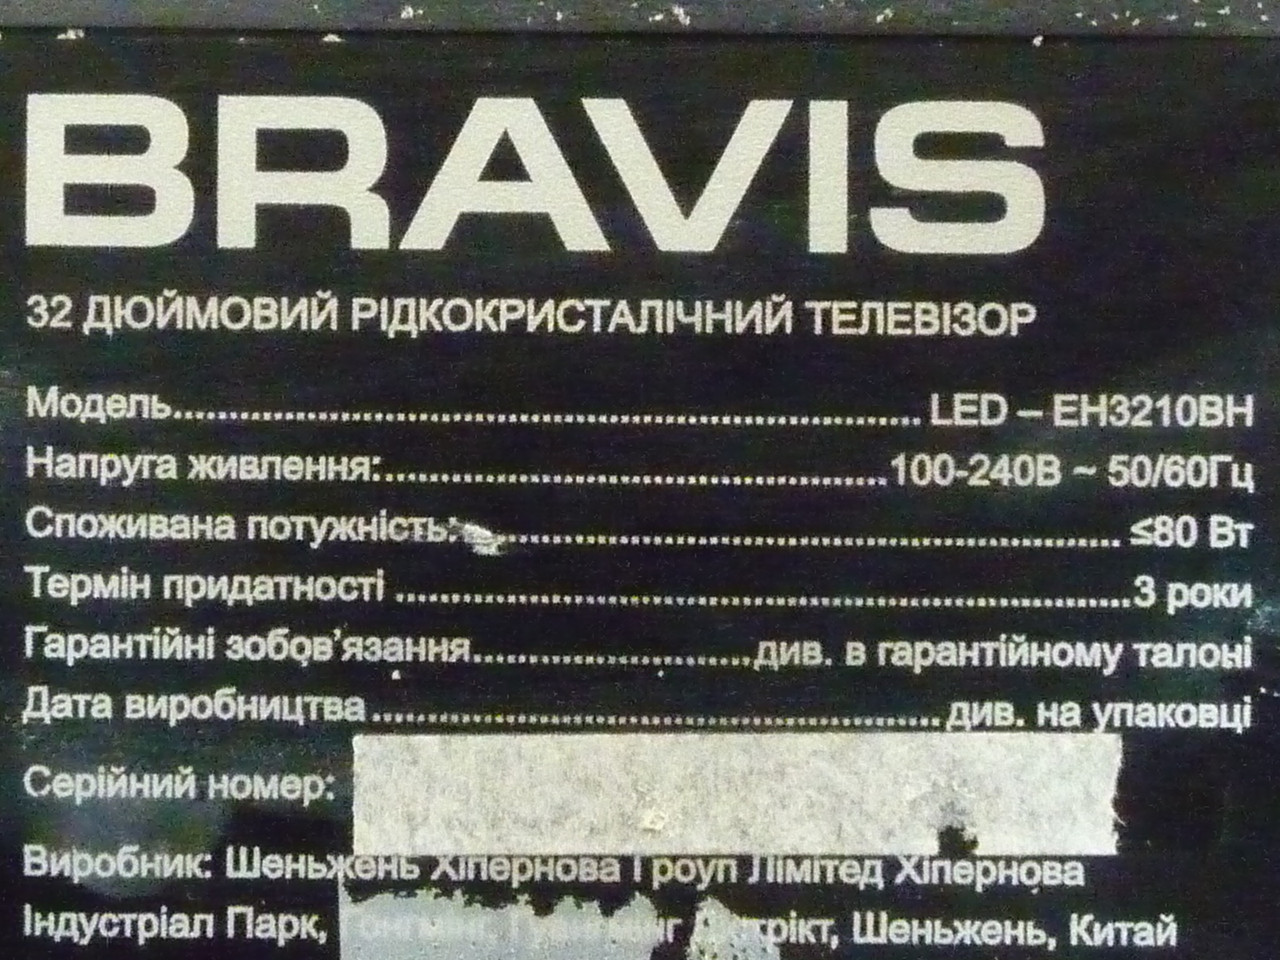 BRAVIS
32 ДЮЙМОВИЙ РІДКОКРИСТАЛІЧНИЙ ТЕЛЕВІЗОР
Модель.......................................................................... LED – EH3210BH
Напруга живлення:..................................................100-240В ~ 50/60Гц
Споживана потужність:.............................................................. ≤80 Вт
Термін придатності .........................................................................3 роки
Гарантійні зобов’язання............................див. в гарантійному талоні
Дата виробництва......................................................... див. на упаковці
Серійний номер:
Виробник: Шеньжень Хіпернова Гроуп Лімітед Хіпернова
Індустріал Парк, Шеньжень, Китай